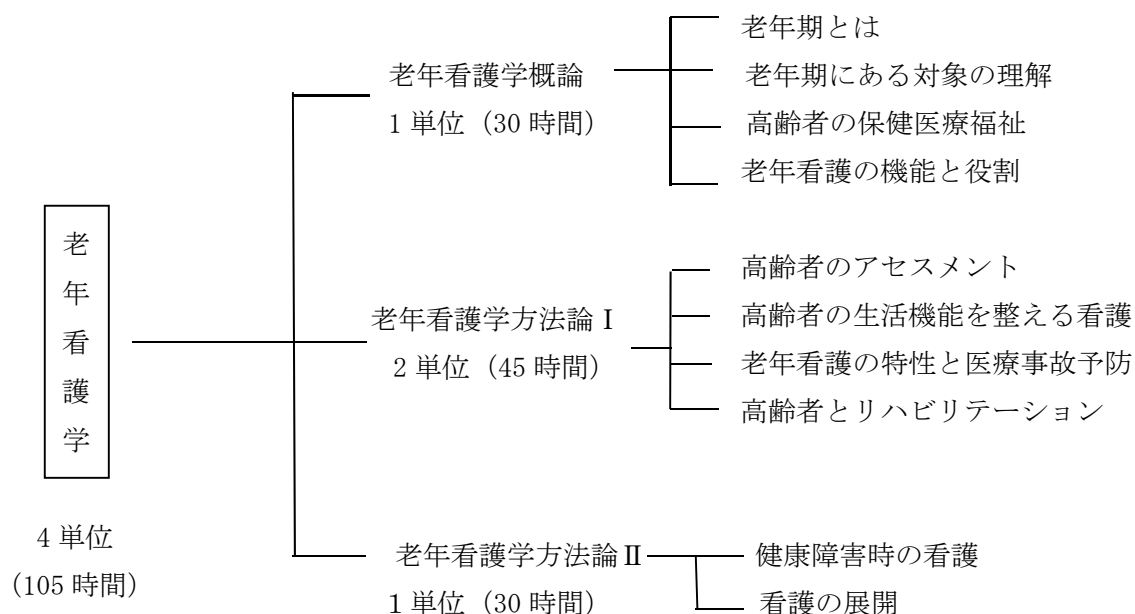 老年看護学
4単位
(105時間)
老年看護学概論
1単位（30時間）
老年期とは
老年期にある対象の理解
高齢者の保健医療福祉
老年看護の機能と役割
老年看護学方法論Ⅰ
2単位（45時間）
高齢者のアセスメント
高齢者の生活機能を整える看護
老年看護の特性と医療事故予防
高齢者とリハビリテーション
老年看護学方法論Ⅱ
1単位（30時間）
健康障害時の看護
看護の展開